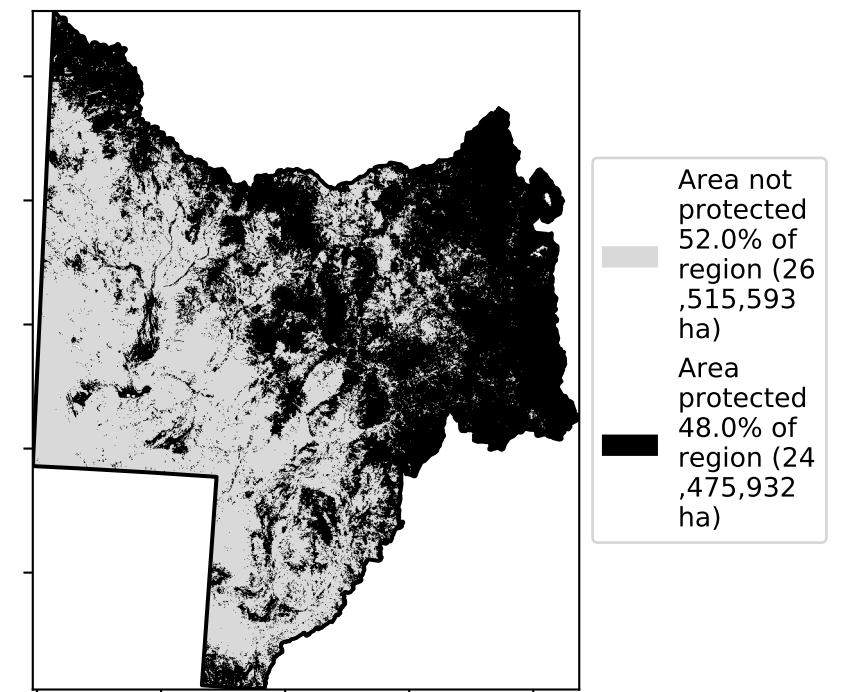 Area not
protected
52.0% of
region (26
,515,593
ha)
Area
protected
48.0% of
region (24
,475,932
ha)